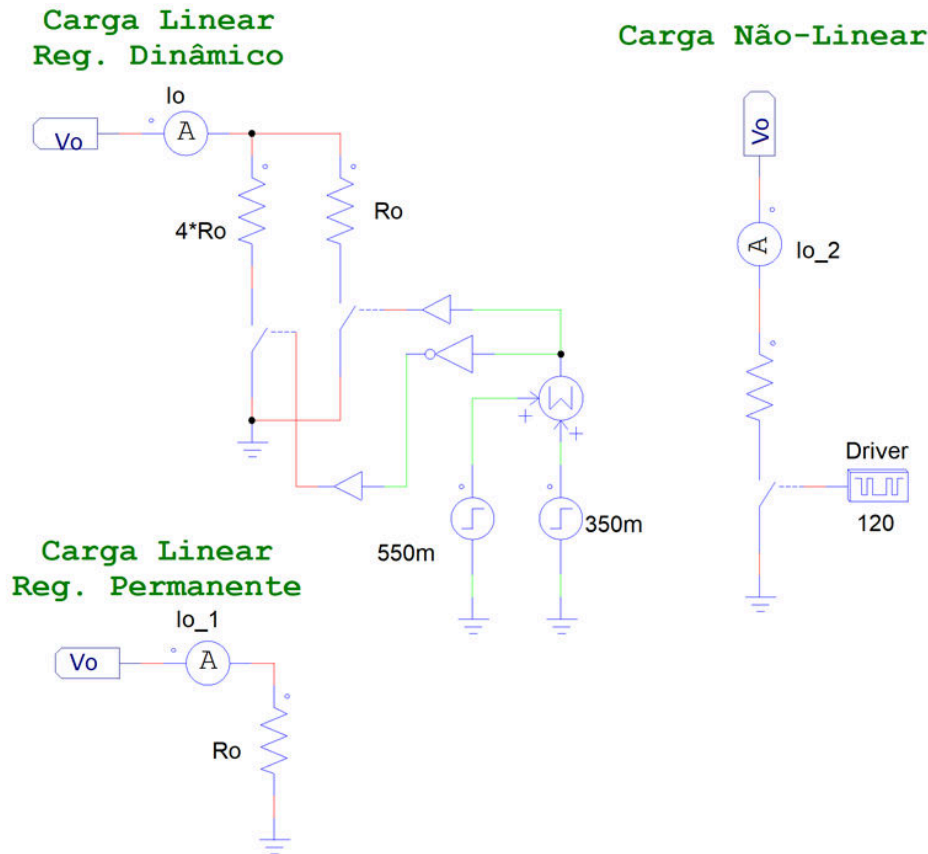 Carga Linear
Reg. Dinâmico
Carga Não-Linear
Io
Vo
A
4*Ro
Ro
Vo
A
Io_2
+
+
Driver
120
550m
350m
Carga Linear
Reg. Permanente
Io_1
Vo
A
Ro